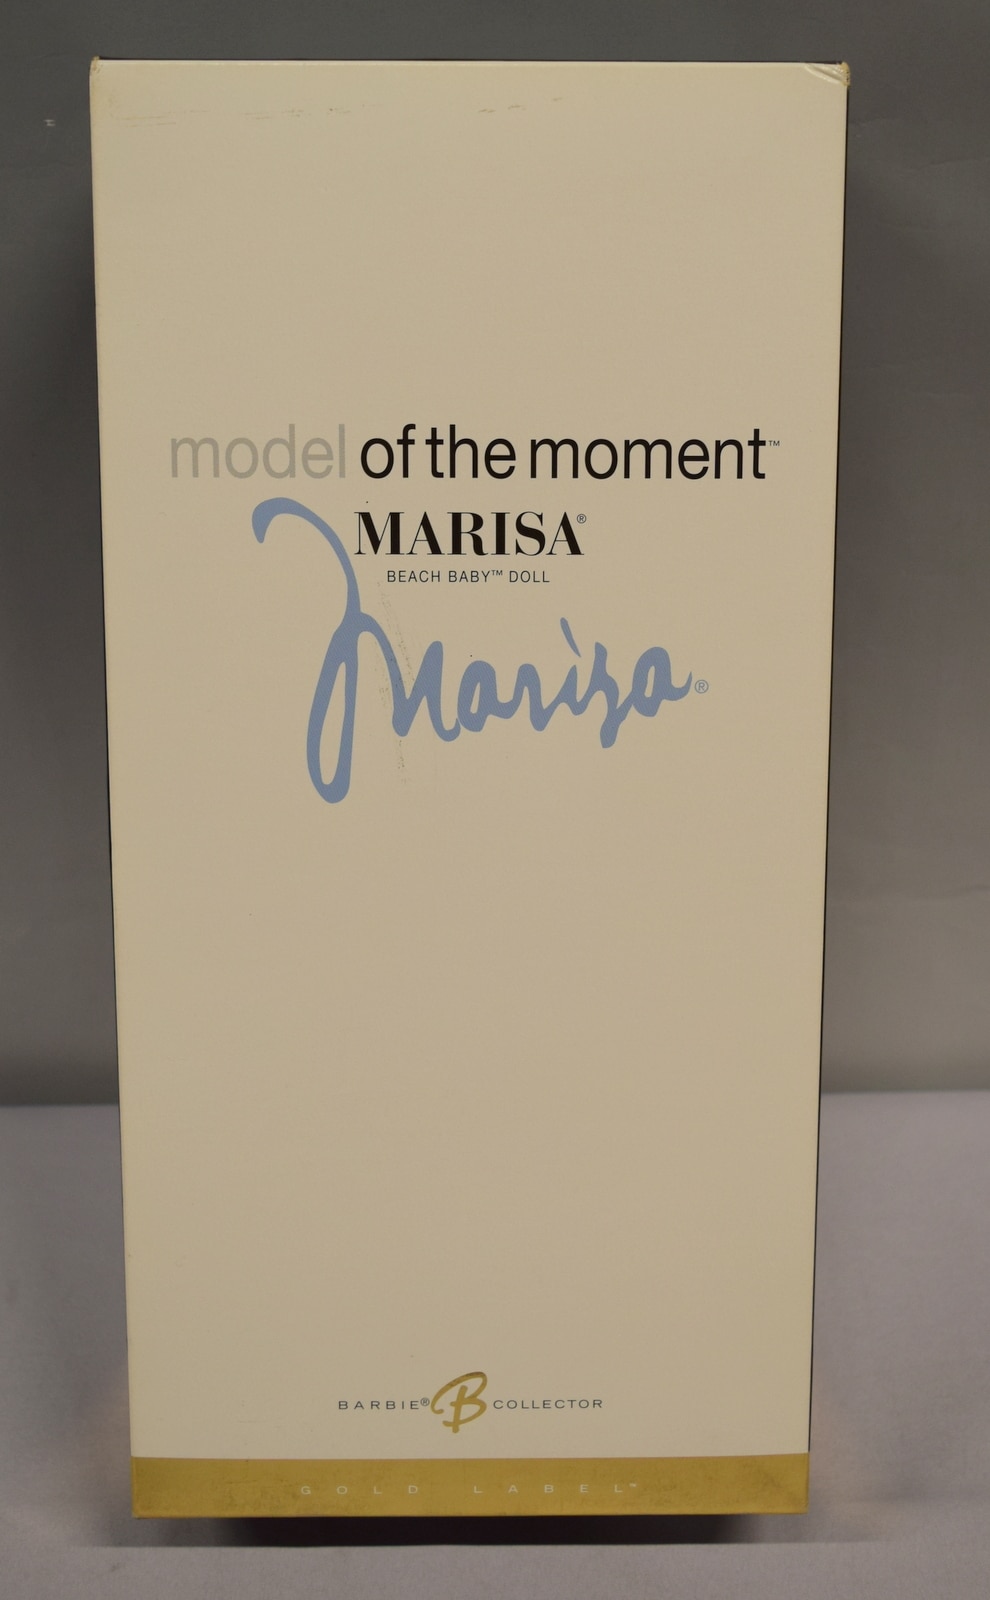 model of the moment™
MARISA®
BEACH BABY™ DOLL
Marisa®
BARBIE® B COLLECTOR
GOLD LABEL™